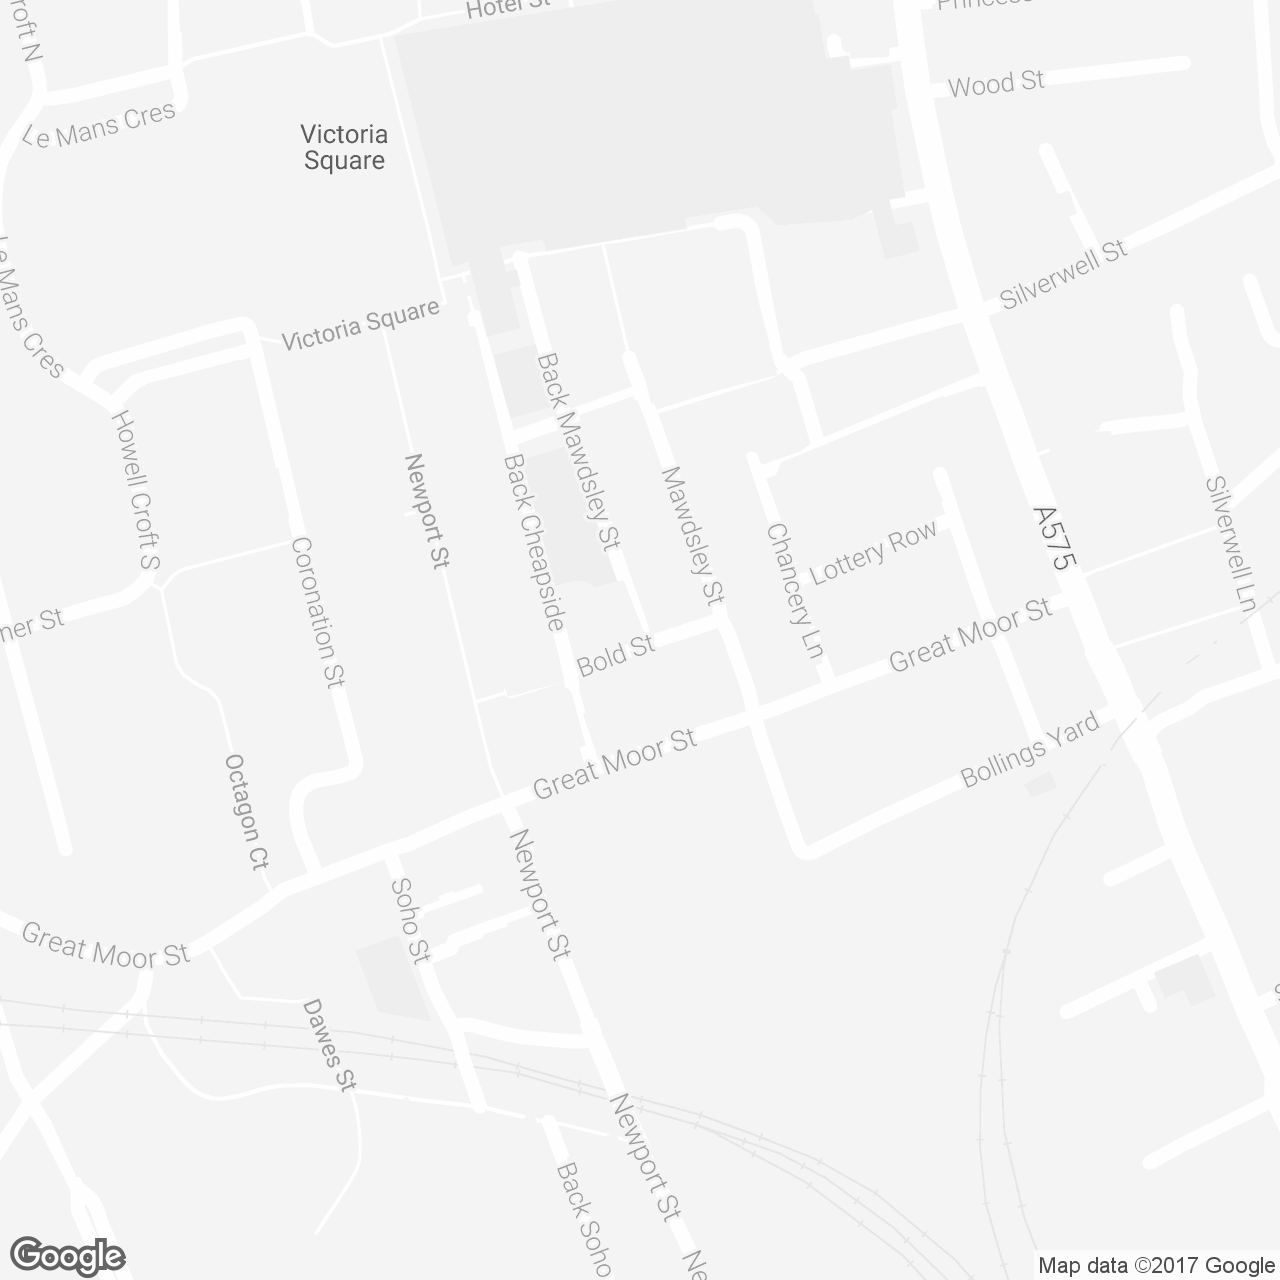 Hotel St
Princess
Croft N
Wood St
Le Mans Cres
Victoria
Square
Le Mans Cres
Silverwell St
Victoria Square
Back Mawdsley St
Howell Croft S
Newport St
Back Cheapside
Mawdsley St
Silverwell Ln
A575
Coronation St
Chancery Ln
Lottery Row
Great Moor St
Bold St
Great Moor St
Bollings Yard
Octagon Ct
Newport St
Soho St
Great Moor St
Dawes St
Newport St
Back Soho
Google
Map data ©2017 Google